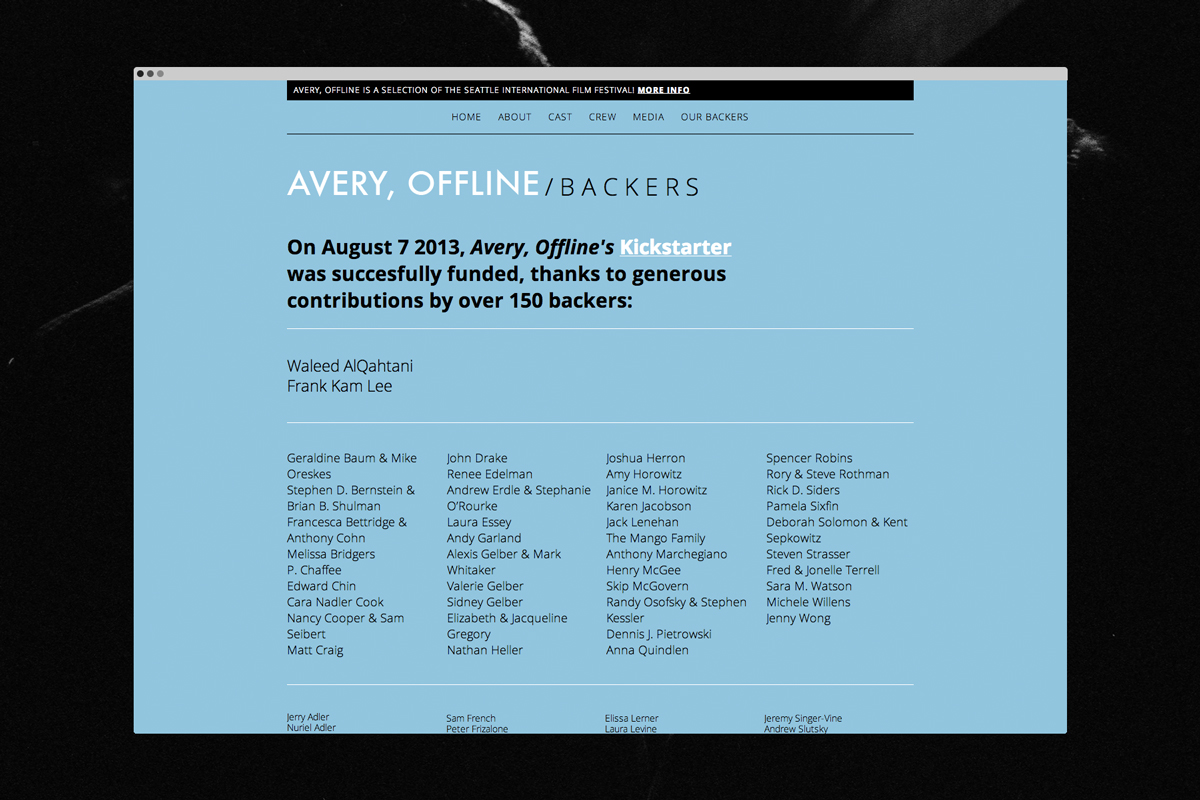 AVERY, OFFLINE IS A SELECTION OF THE SEATTLE INTERNATIONAL FILM FESTIVAL! MORE INFO
HOME ABOUT CAST CREW MEDIA OUR BACKERS
AVERY, OFFLINE/BACKERS
On August 7 2013, Avery, Offline's Kickstarter
was succesfully funded, thanks to generous
contributions by over 150 backers:
Waleed AlQahtani
Frank Kam Lee
Geraldine Baum & Mike
Oreskes
Stephen D. Bernstein &
Brian B. Shulman
Francesca Bettridge &
Anthony Cohn
Melissa Bridgers
P. Chaffee
Edward Chin
Cara Nadler Cook
Nancy Cooper & Sam
Seibert
Matt Craig
John Drake
Renee Edelman
Andrew Erdle & Stephanie
O’Rourke
Laura Essey
Andy Garland
Alexis Gelber & Mark
Whitaker
Valerie Gelber
Sidney Gelber
Elizabeth & Jacqueline
Gregory
Nathan Heller
Joshua Herron
Amy Horowitz
Janice M. Horowitz
Karen Jacobson
Jack Lenehan
The Mango Family
Anthony Marchegiano
Henry McGee
Skip McGovern
Randy Osofsky & Stephen
Kessler
Dennis J. Pietrowski
Anna Quindlen
Spencer Robins
Rory & Steve Rothman
Rick D. Siders
Pamela Sixfin
Deborah Solomon & Kent
Sepkowitz
Steven Strasser
Fred & Jonelle Terrell
Sara M. Watson
Michele Willens
Jenny Wong
Jerry Adler
Nuriel Adler
Sam French
Peter Frizalone
Elissa Lerner
Laura Levine
Jeremy Singer-Vine
Andrew Slutsky